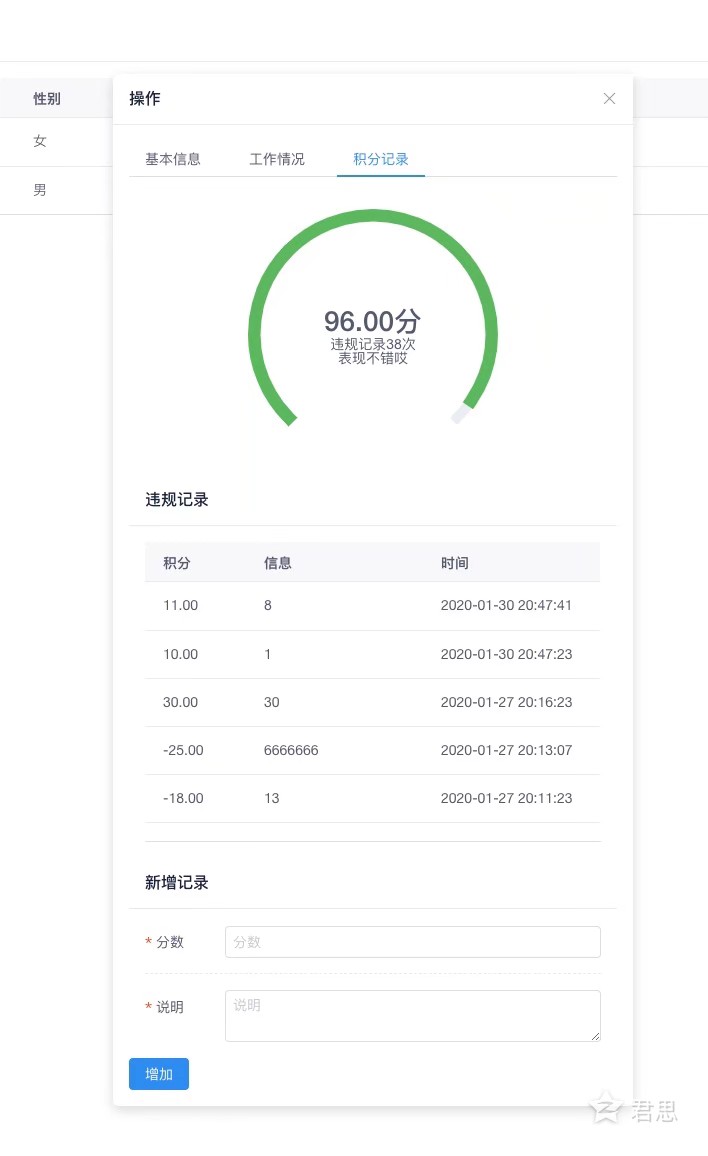 性别
女
男
操作
基本信息 工作情况 积分记录
96.00分
违规记录38次
表现不错哎
违规记录
积分 信息 时间
11.00 8 2020-01-30 20:47:41
10.00 1 2020-01-30 20:47:23
30.00 30 2020-01-27 20:16:23
-25.00 6666666 2020-01-27 20:13:07
-18.00 13 2020-01-27 20:11:23
新增记录
* 分数 分数
* 说明 说明
增加
君思